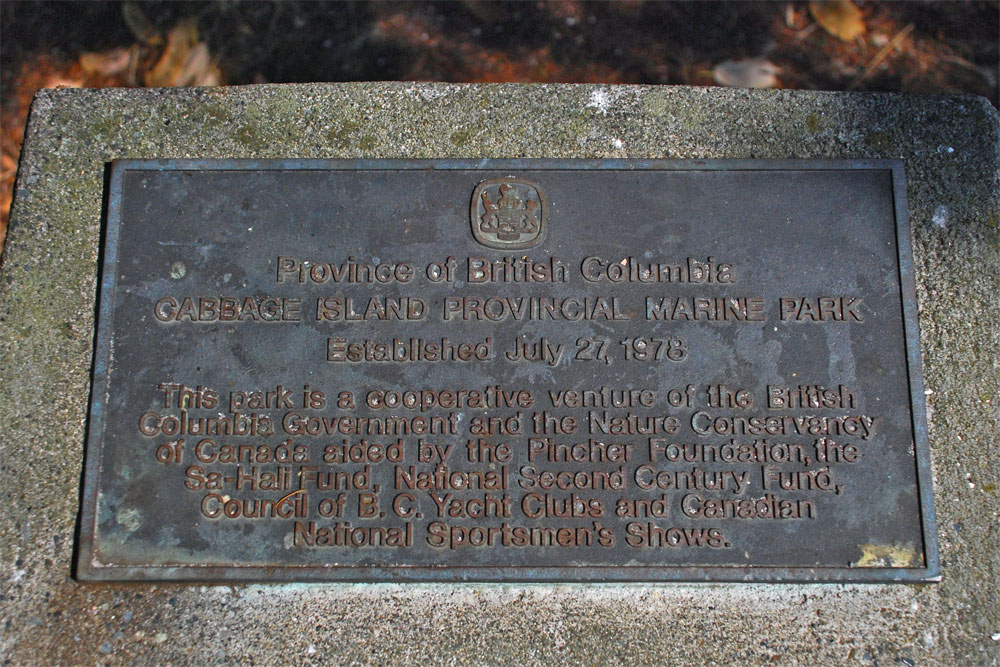 Province of British Columbia
CABBAGE ISLAND PROVINCIAL MARINE PARK
Established July 27, 1978
This park is a cooperative venture of the British
Columbia Government and the Nature Conservancy
of Canada aided by the Pincher Foundation, the
Sa-Hali Fund, National Second Century Fund,
Council of B. C. Yacht Clubs and Canadian
National Sportsmen's Shows.